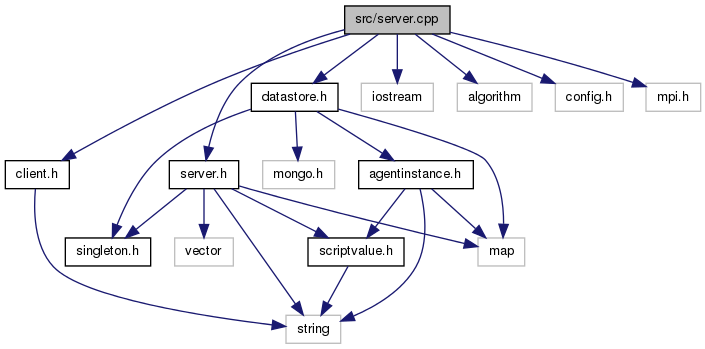 src/server.cpp
datastore.h
iostream
algorithm
config.h
mpi.h
client.h
server.h
mongo.h
agentinstance.h
singleton.h
vector
scriptvalue.h
map
string